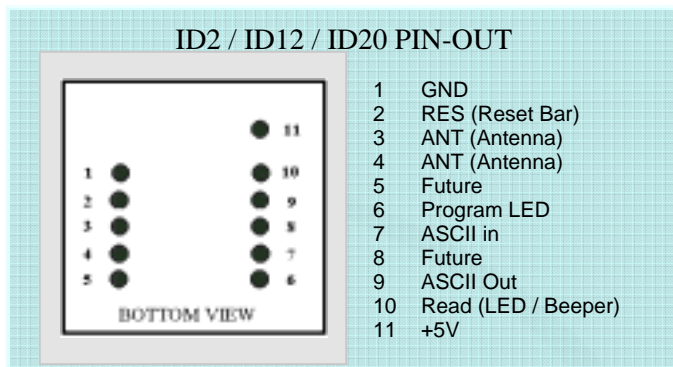 ID2 / ID12 / ID20 PIN-OUT
11
1 10
2 9
3 8
4 7
5 6
BOTTOM VIEW
1 GND
2 RES (Reset Bar)
3 ANT (Antenna)
4 ANT (Antenna)
5 Future
6 Program LED
7 ASCII in
8 Future
9 ASCII Out
10 Read (LED / Beeper)
11 +5V